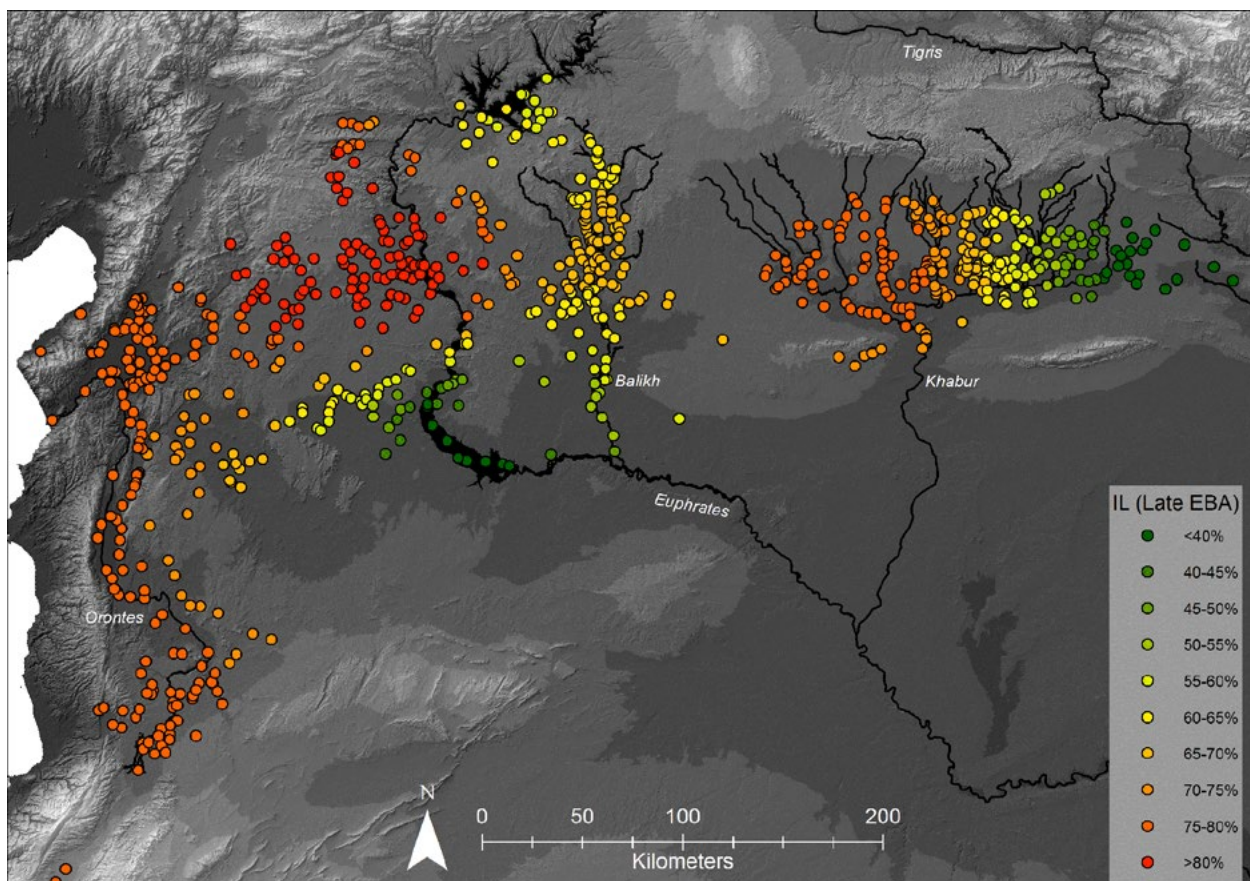 Tigris
Balikh
Khabur
Euphrates
Orontes
IL (Late EBA)
<40%
40-45%
45-50%
50-55%
55-60%
60-65%
65-70%
70-75%
75-80%
>80%
N
0 50 100 200
Kilometers